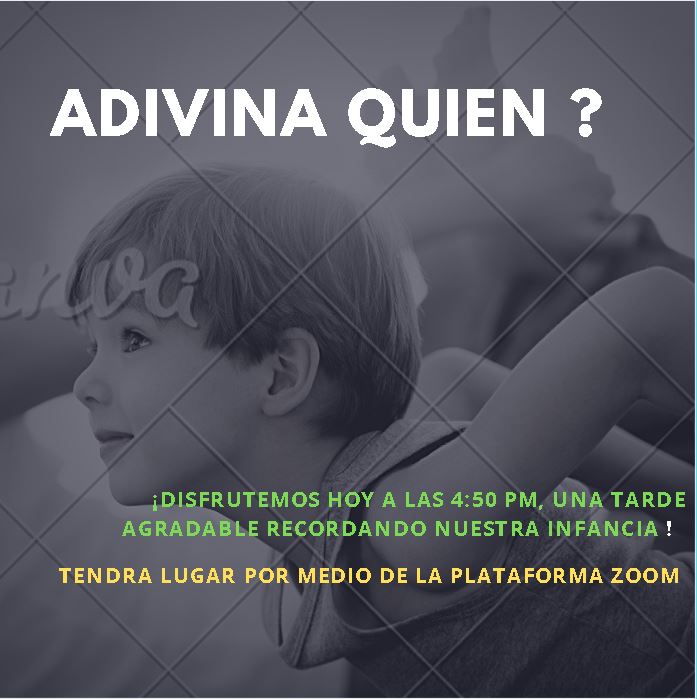 ADIVINA QUIEN ?
anva
¡DISFRUTEMOS HOY A LAS 4:50 PM, UNA TARDE
AGRADABLE RECORDANDO NUESTRA INFANCIA !
TENDRA LUGAR POR MEDIO DE LA PLATAFORMA ZOOM